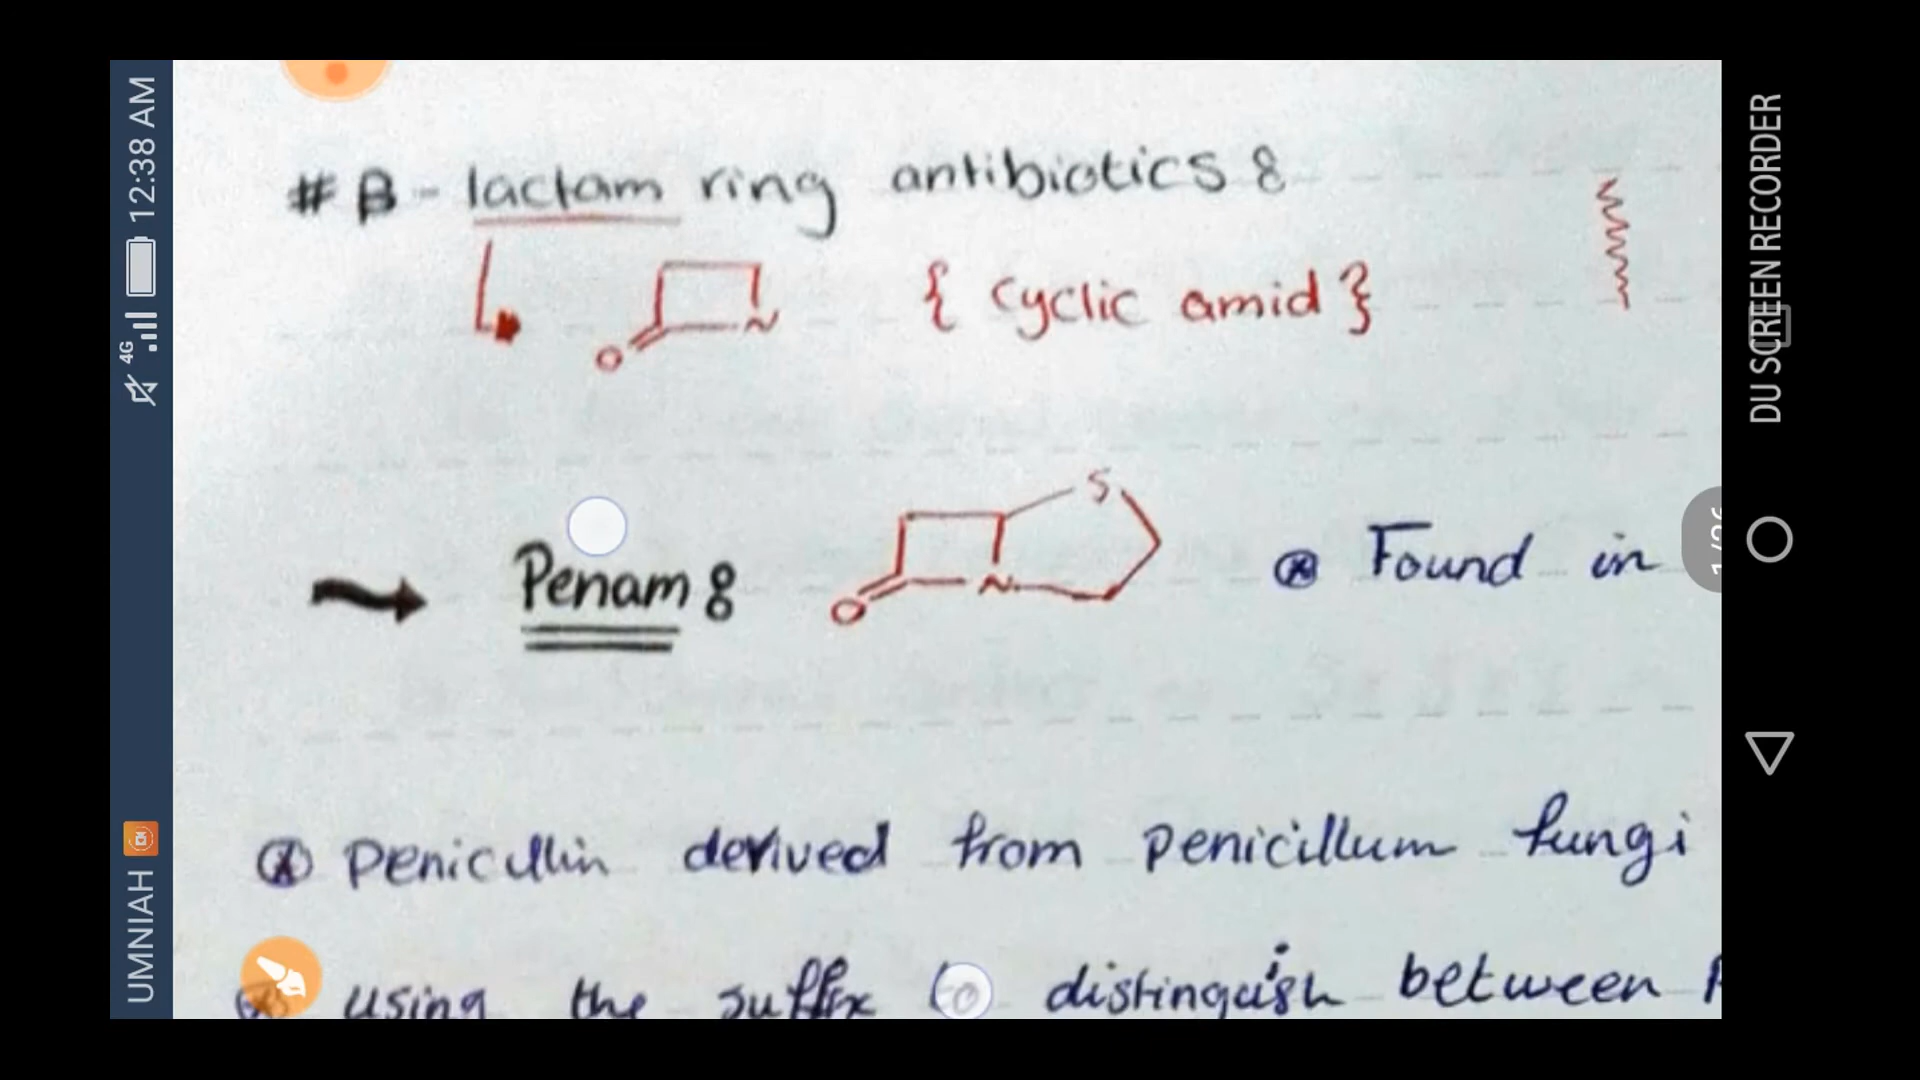 # B - lactam ring antibiotics :
O N { cyclic amid }
Penam : O N S Found in
Penicillin derived from penicillum fungi
using the suffix to distinguish between
12:38 AM
4G
UMNIAH
DU SCREEN RECORDER